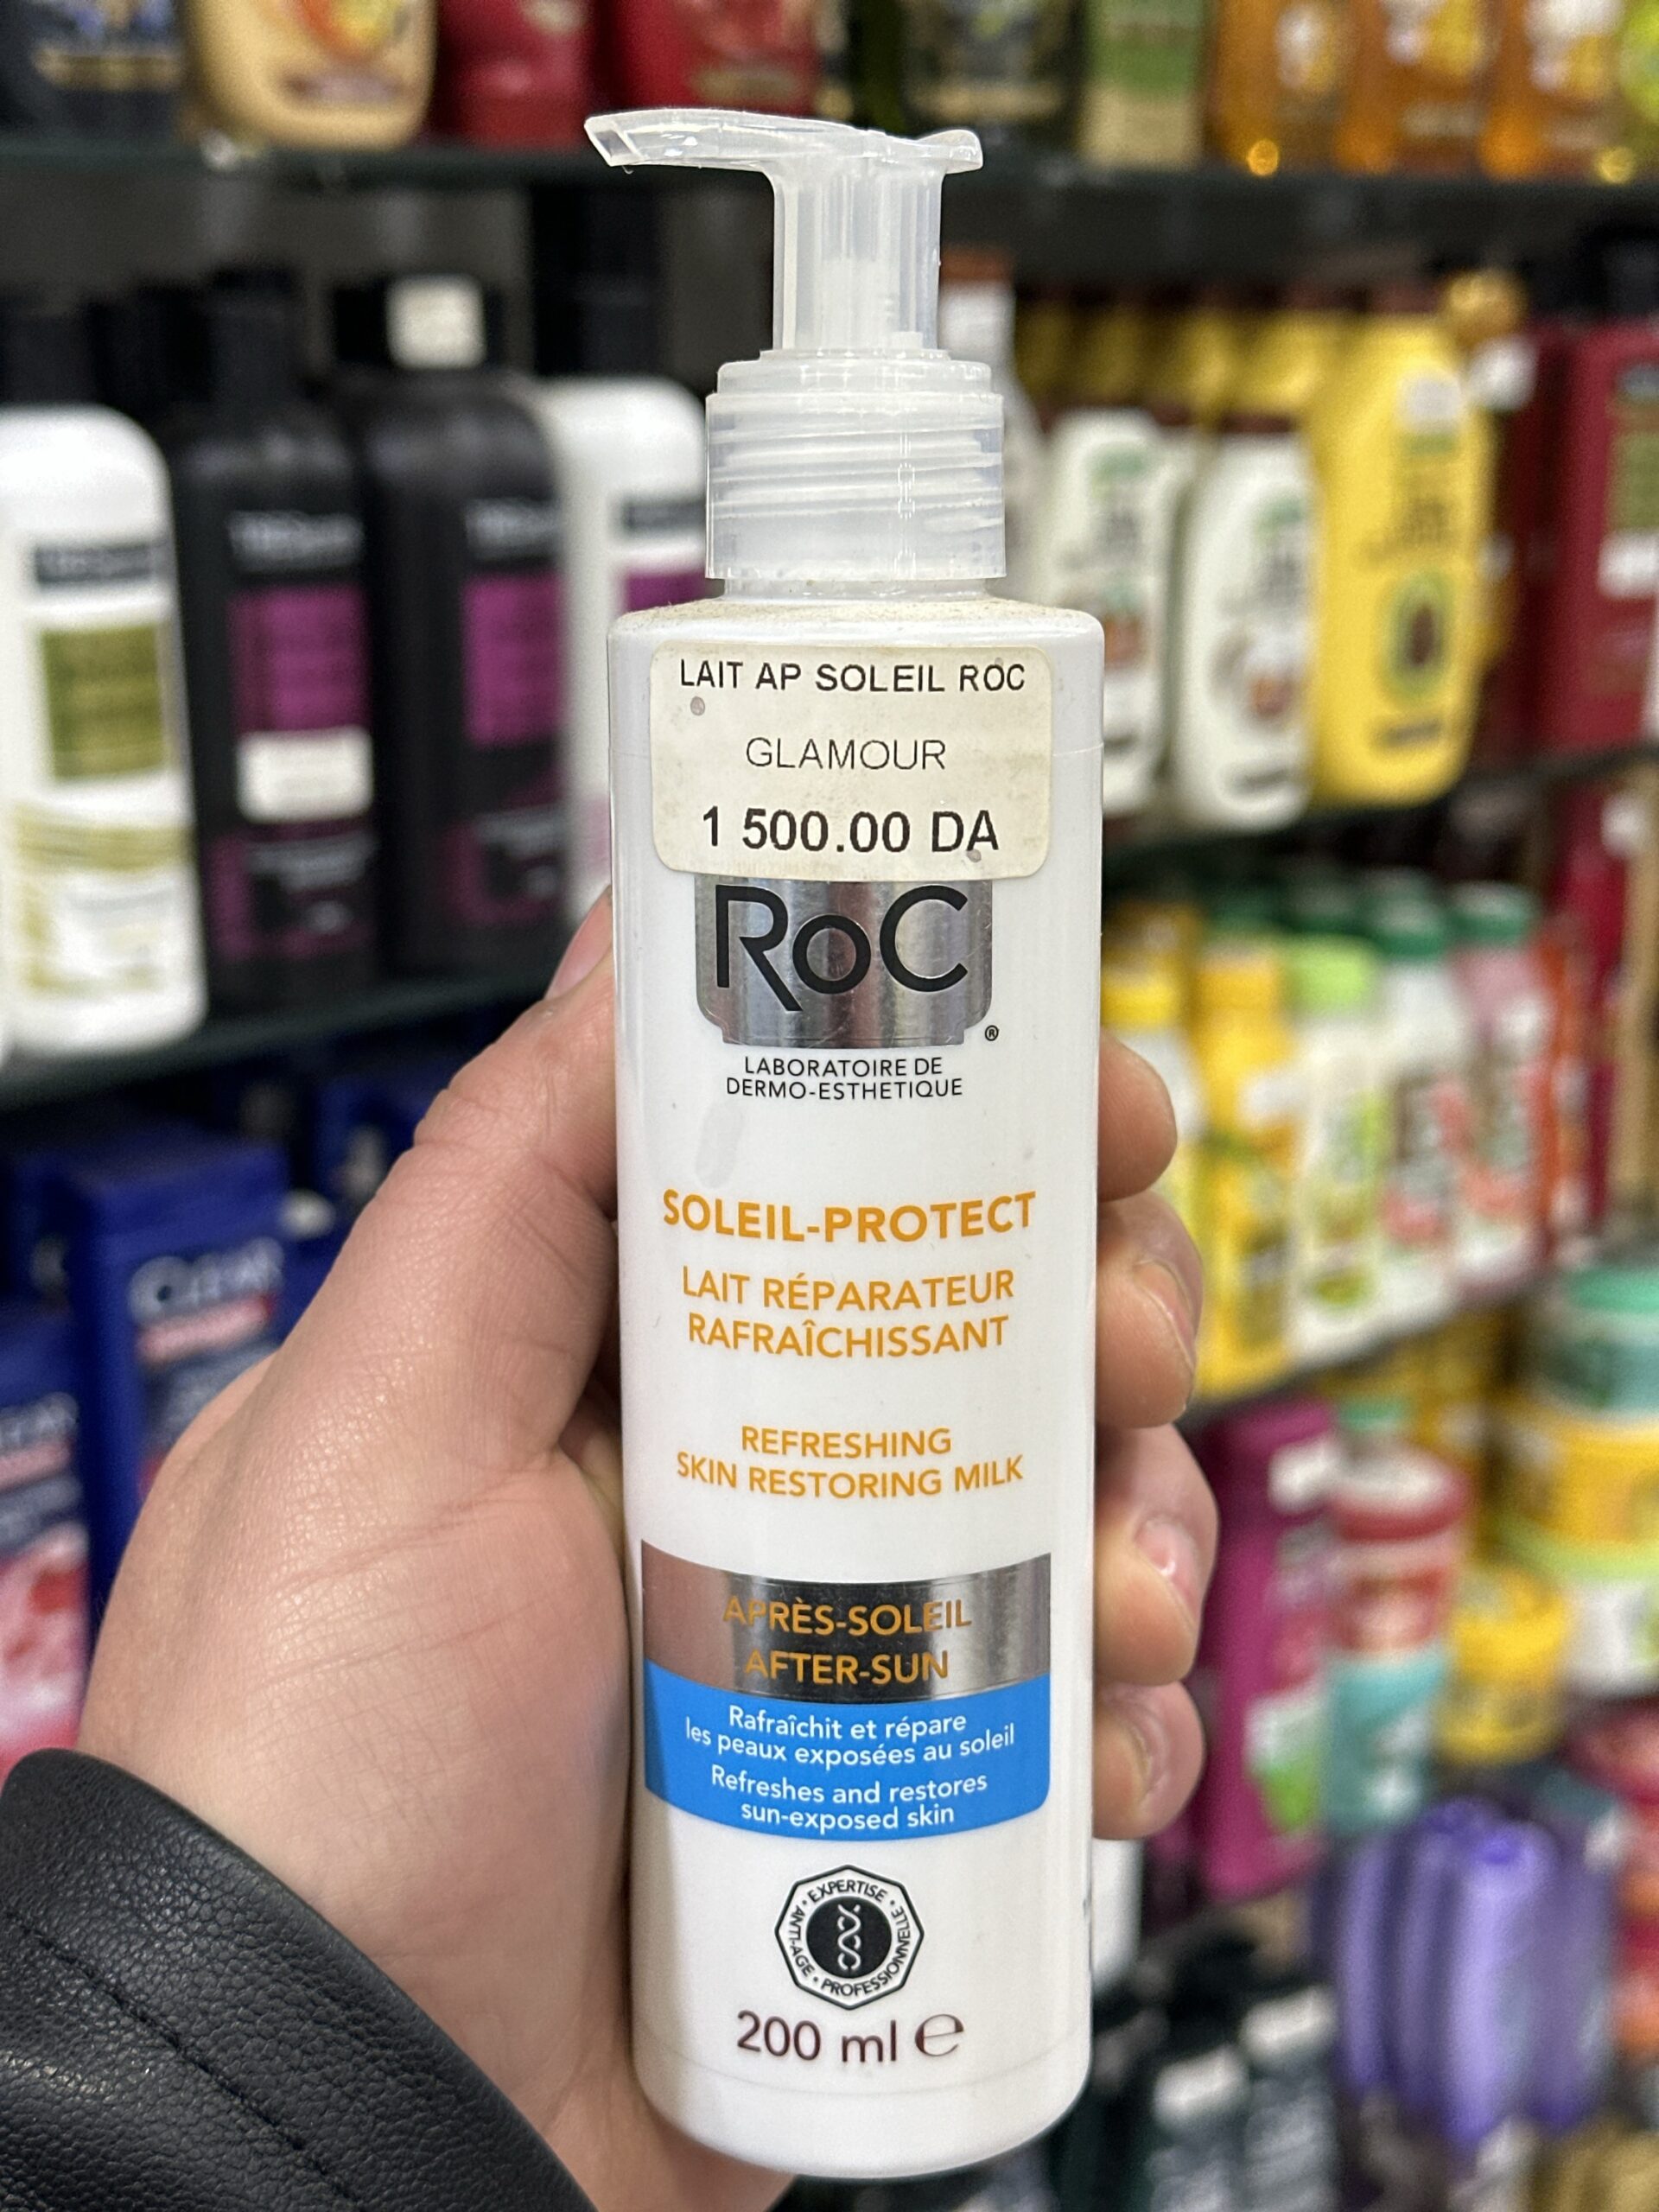 LAIT AP SOLEIL ROC
GLAMOUR
1 500.00 DA
RoC
®
LABORATOIRE DE
DERMO-ESTHETIQUE
SOLEIL-PROTECT
LAIT RÉPARATEUR
RAFRAÎCHISSANT
REFRESHING
SKIN RESTORING MILK
APRÈS-SOLEIL
AFTER-SUN
Rafraîchit et répare
les peaux exposées au soleil
Refreshes and restores
sun-exposed skin
EXPERTISE • PROFESSIONNELLE • ANTI-AGE •
200 ml e
CLEAR